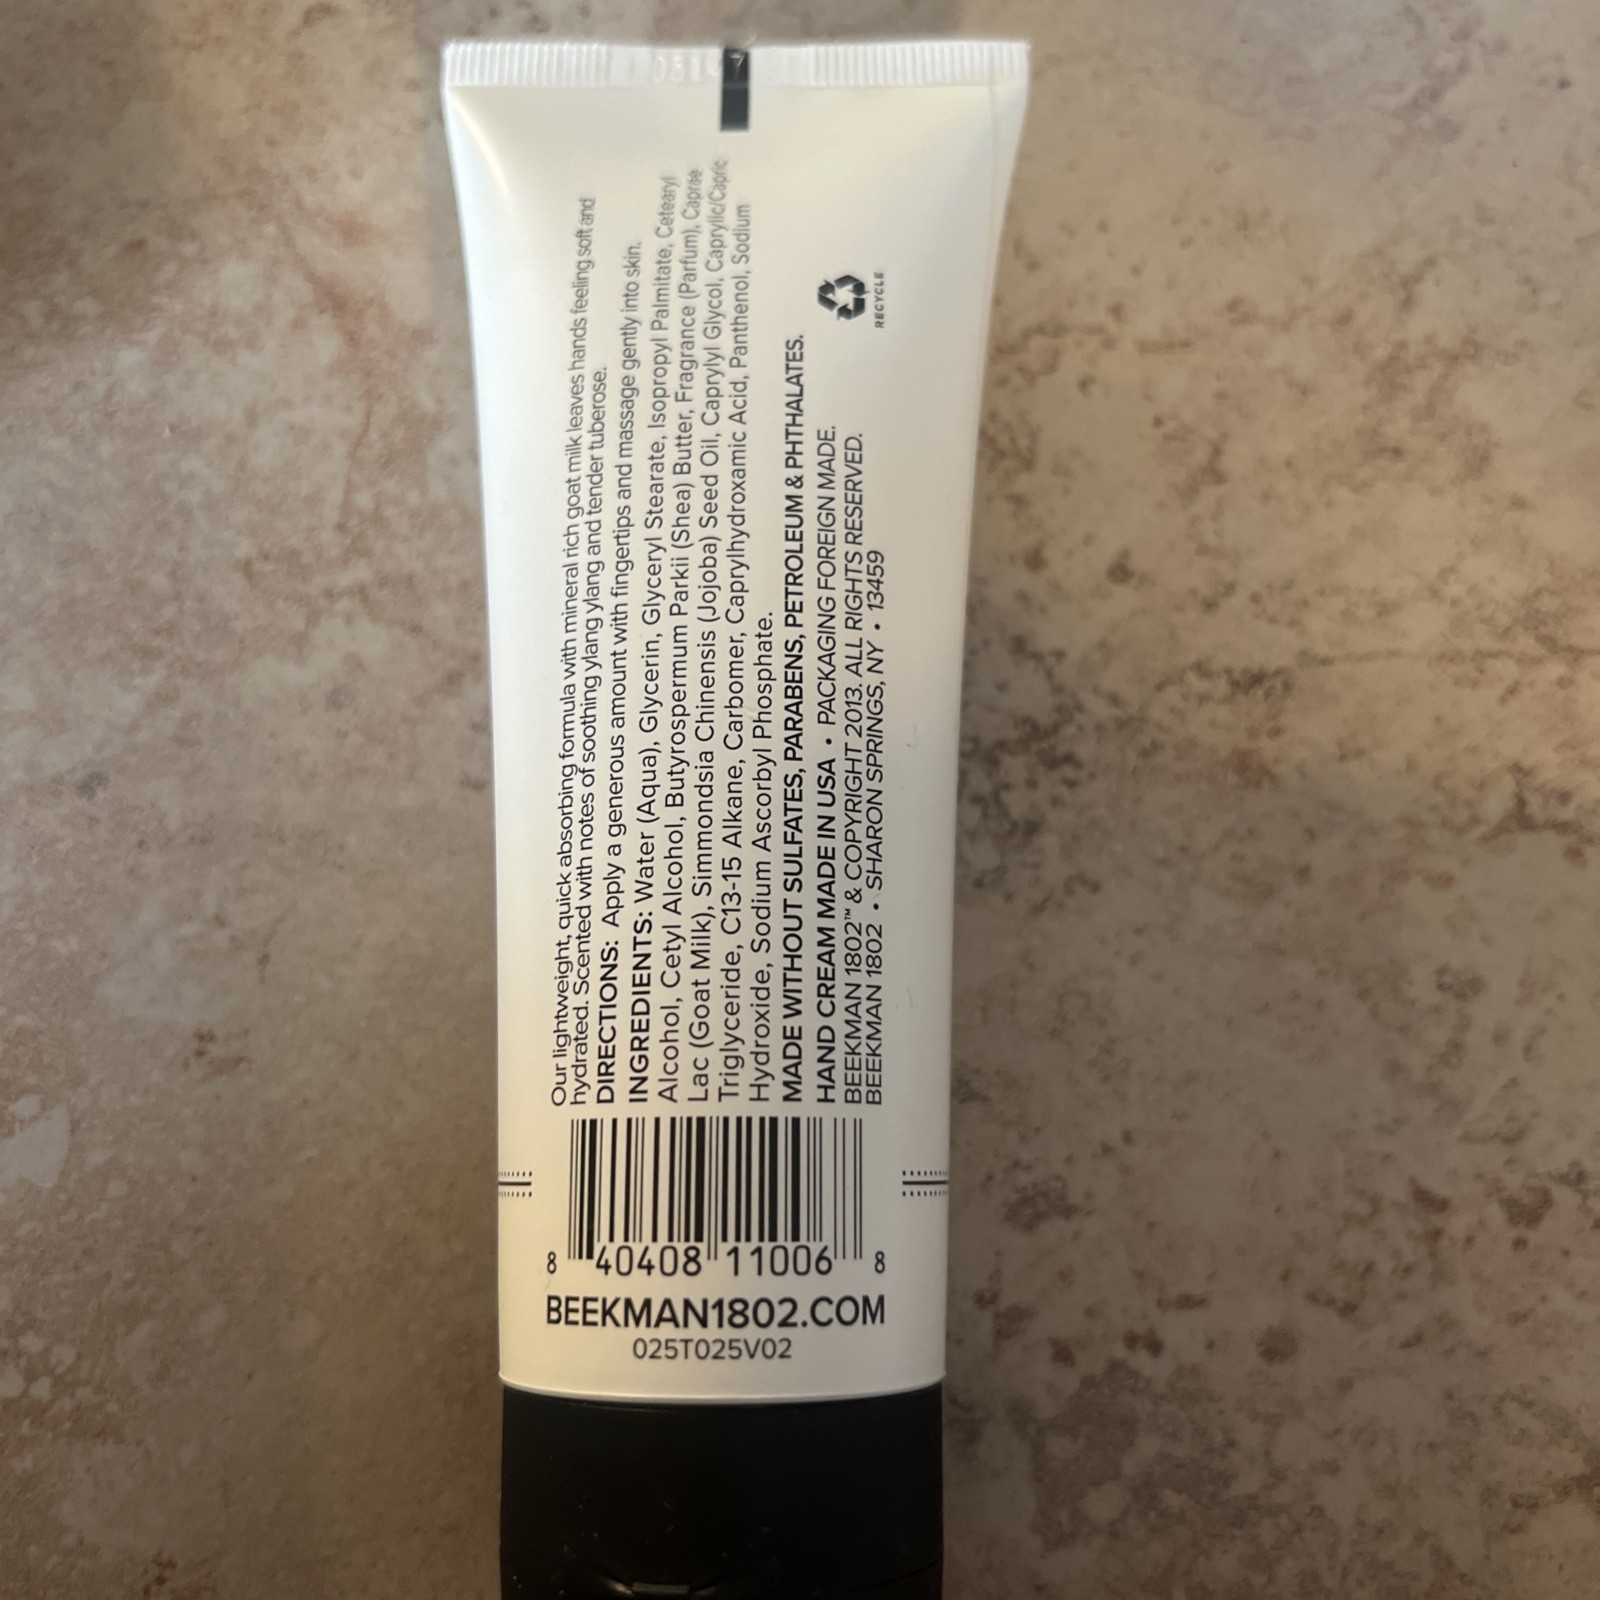 Our lightweight, quick absorbing formula with mineral rich goat milk leaves hands feeling soft and
hydrated. Scented with notes of soothing ylang ylang and tender tuberose.
DIRECTIONS: Apply a generous amount with fingertips and massage gently into skin.
INGREDIENTS: Water (Aqua), Glycerin, Glyceryl Stearate, Isopropyl Palmitate, Cetearyl
Alcohol, Cetyl Alcohol, Butyrospermum Parkii (Shea) Butter, Fragrance (Parfum), Caprae
Lac (Goat Milk), Simmondsia Chinensis (Jojoba) Seed Oil, Caprylyl Glycol, Caprylic/Capric
Triglyceride, C13-15 Alkane, Carbomer, Caprylhydroxamic Acid, Panthenol, Sodium
Hydroxide, Sodium Ascorbyl Phosphate.
MADE WITHOUT SULFATES, PARABENS, PETROLEUM & PHTHALATES.
HAND CREAM MADE IN USA • PACKAGING FOREIGN MADE.
BEEKMAN 1802™ & COPYRIGHT 2013. ALL RIGHTS RESERVED.
BEEKMAN 1802 • SHARON SPRINGS, NY • 13459
RECYCLE
8 40408 11006 8
BEEKMAN1802.COM
025T025V02